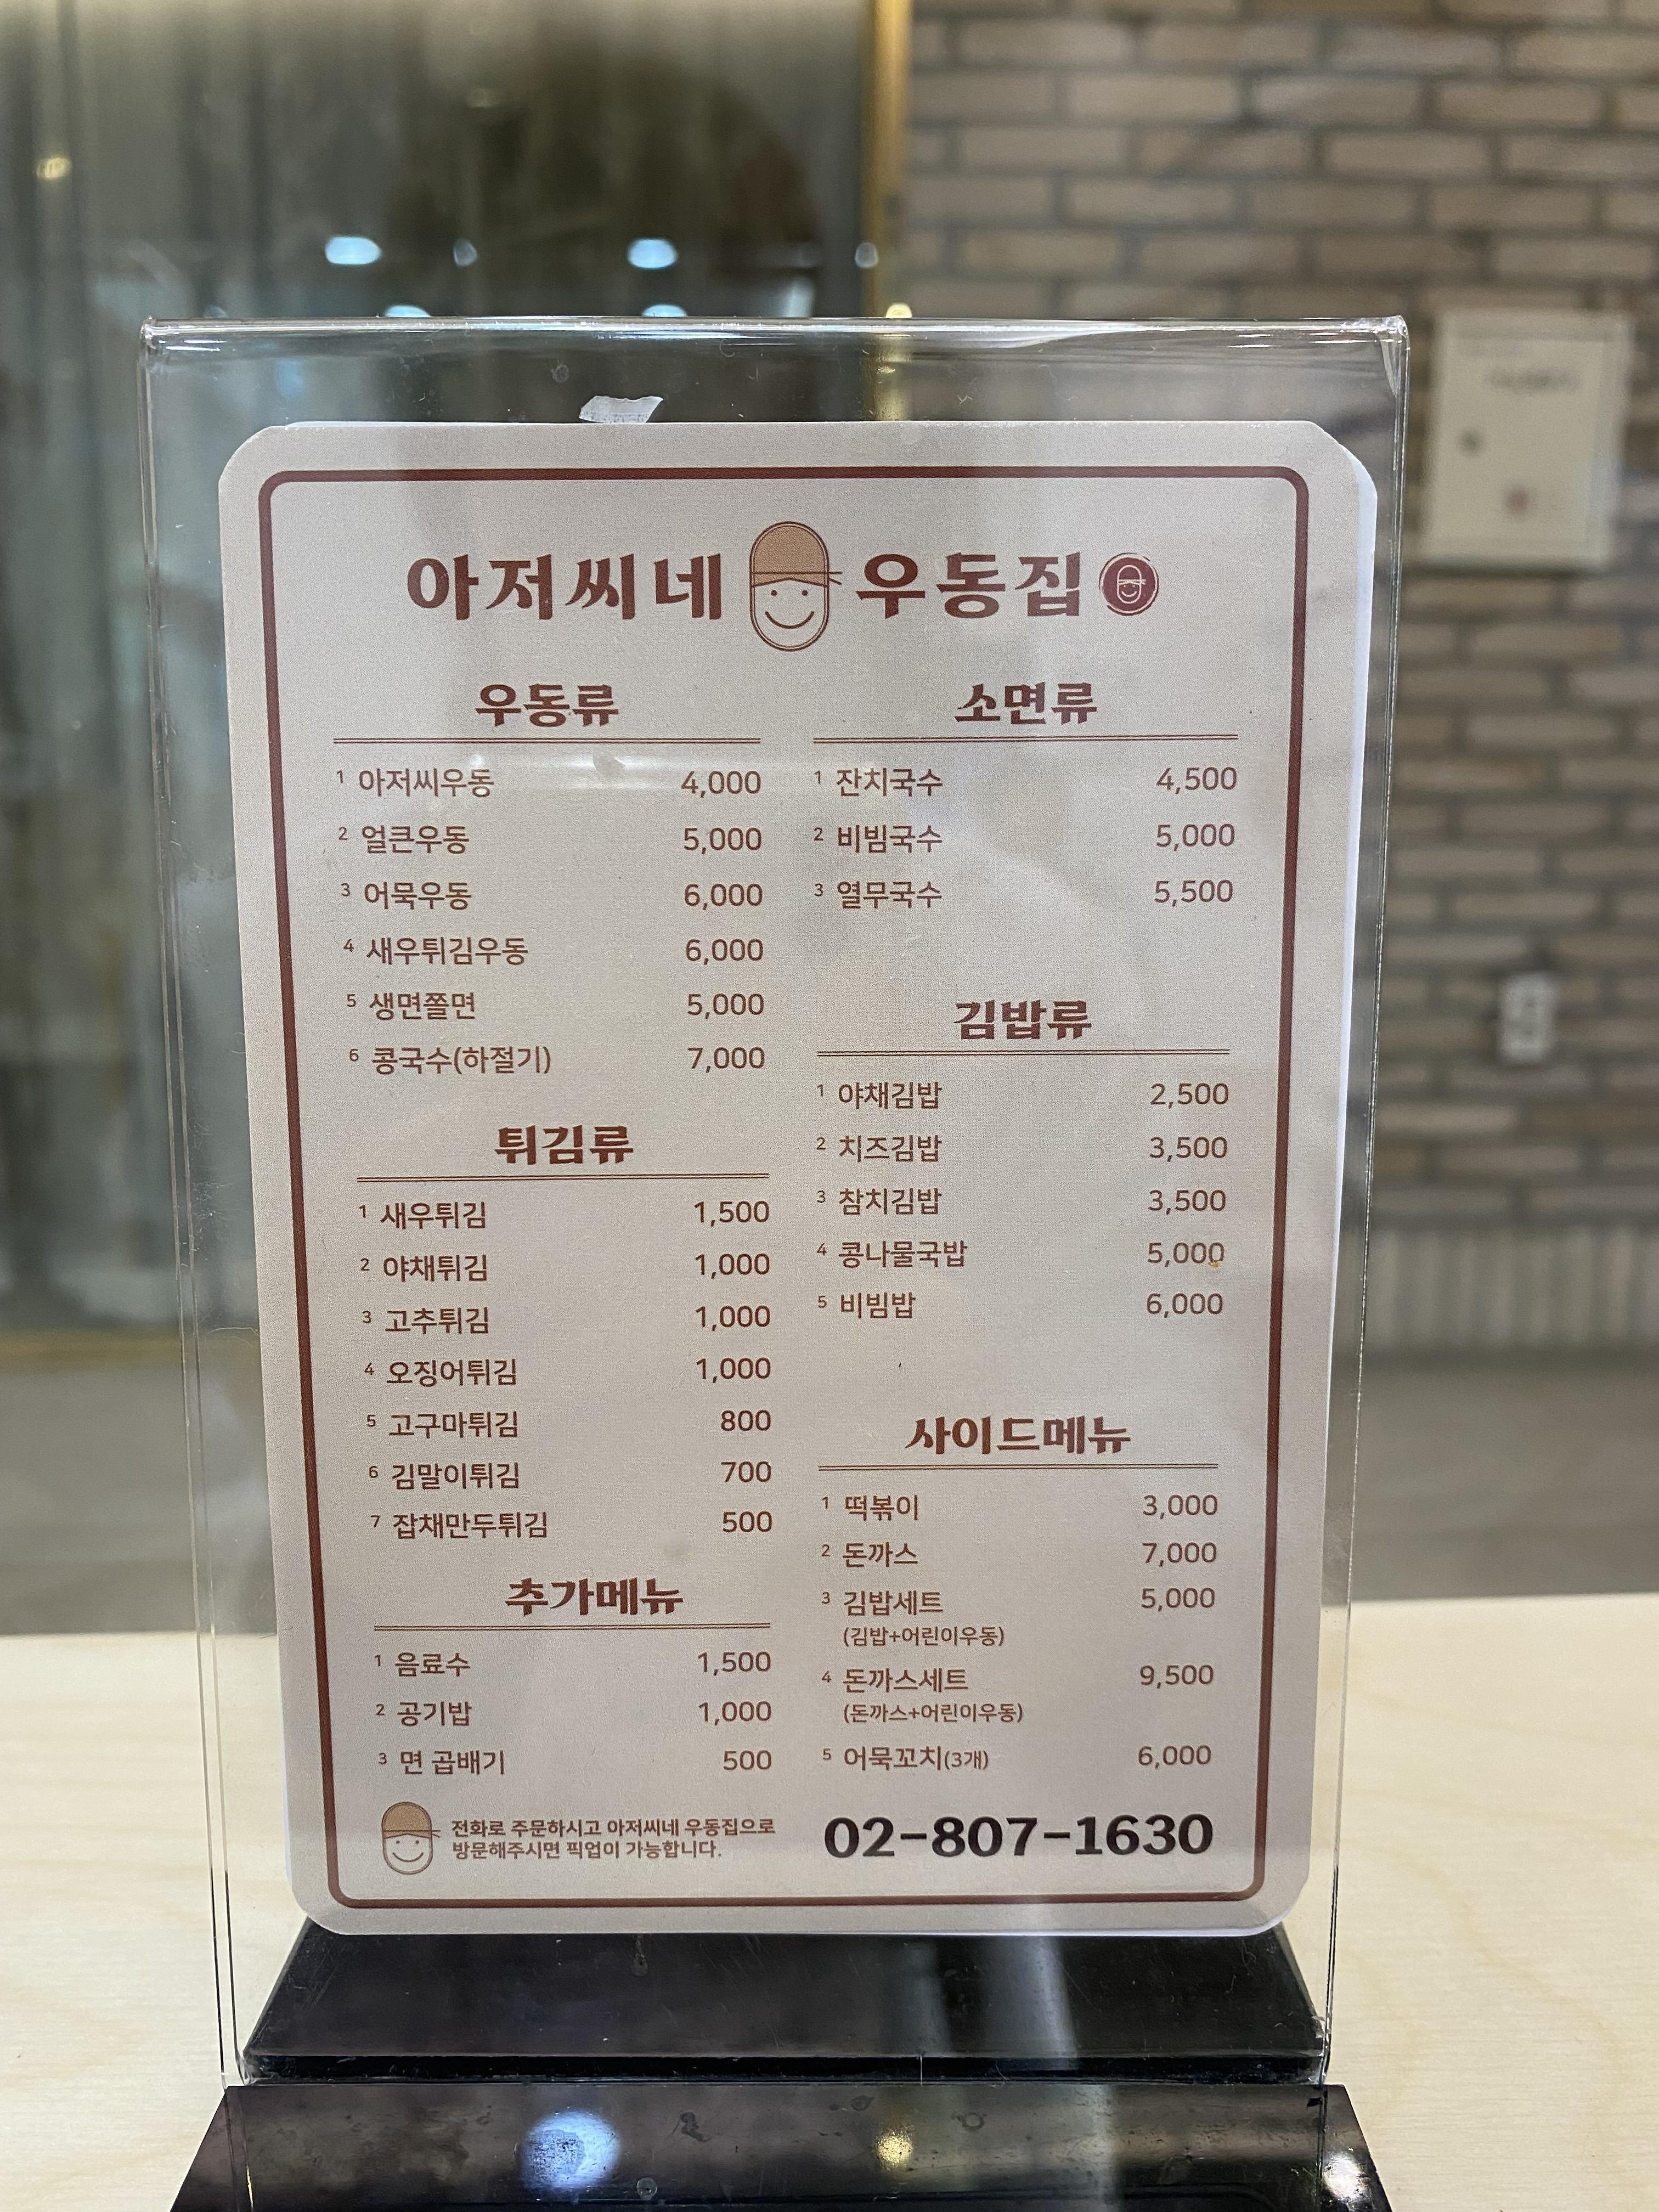 아저씨네 우동집
우동류
1 아저씨우동 4,000
2 얼큰우동 5,000
3 어묵우동 6,000
4 새우튀김우동 6,000
5 생면쫄면 5,000
6 콩국수(하절기) 7,000
튀김류
1 새우튀김 1,500
2 야채튀김 1,000
3 고추튀김 1,000
4 오징어튀김 1,000
5 고구마튀김 800
6 김말이튀김 700
7 잡채만두튀김 500
추가메뉴
1 음료수 1,500
2 공기밥 1,000
3 면 곱배기 500
소면류
1 잔치국수 4,500
2 비빔국수 5,000
3 열무국수 5,500
김밥류
1 야채김밥 2,500
2 치즈김밥 3,500
3 참치김밥 3,500
4 콩나물국밥 5,000
5 비빔밥 6,000
사이드메뉴
1 떡볶이 3,000
2 돈까스 7,000
3 김밥세트 5,000
(김밥+어린이우동)
4 돈까스세트 9,500
(돈까스+어린이우동)
5 어묵꼬치(3개) 6,000
전화로 주문하시고 아저씨네 우동집으로
방문해주시면 픽업이 가능합니다.
02-807-1630